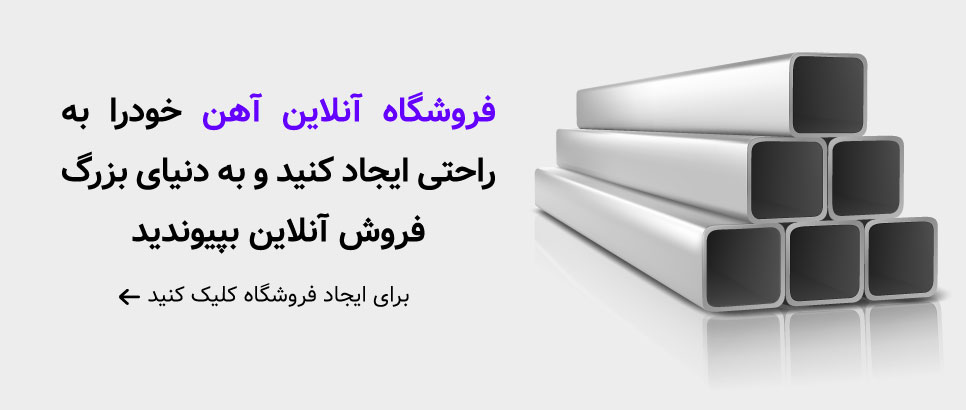 فروشگاه آنلاین آهن خودرا به
راحتی ایجاد کنید و به دنیای بزرگ
فروش آنلاین بپیوندید
برای ایجاد فروشگاه کلیک کنید ←